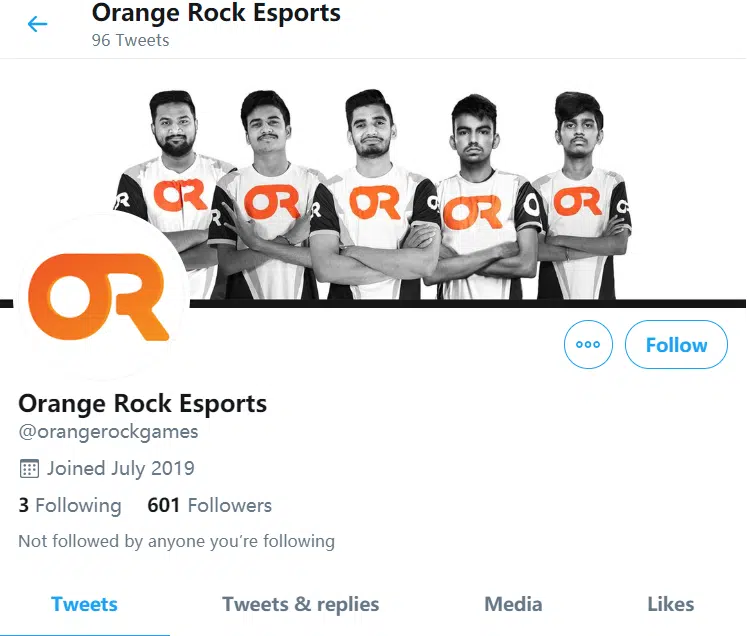 Orange Rock Esports
96 Tweets
OR OR OR OR OR
OR
Follow
Orange Rock Esports
@orangerockgames
Joined July 2019
3 Following 601 Followers
Not followed by anyone you're following
Tweets Tweets & replies Media Likes